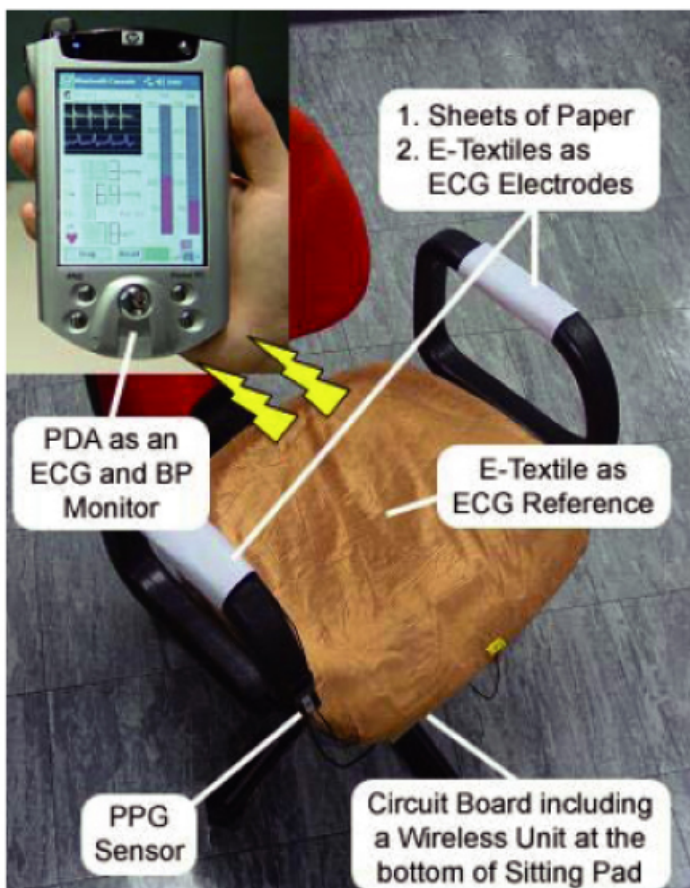 hp
1. Sheets of Paper
2. E-Textiles as
ECG Electrodes
PDA as an
ECG and BP
Monitor
E-Textile as
ECG Reference
PPG
Sensor
Circuit Board including
a Wireless Unit at the
bottom of Sitting Pad